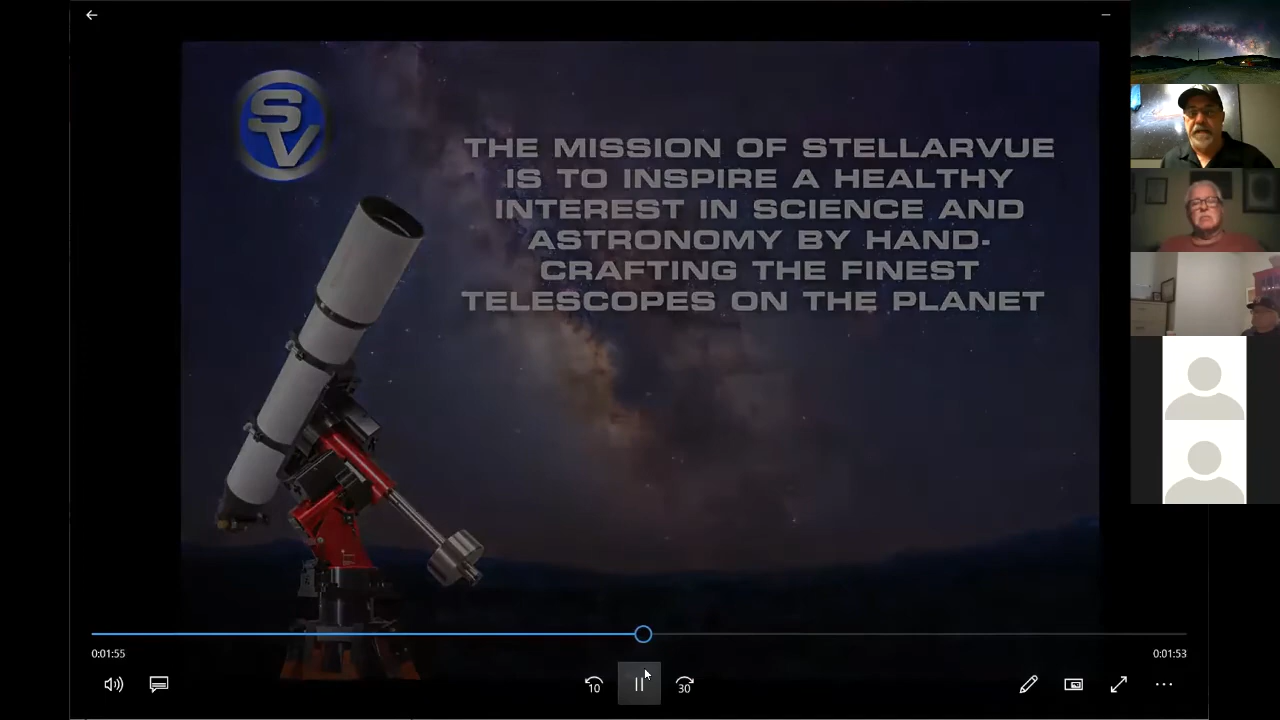 SV
THE MISSION OF STELLARVUE
IS TO INSPIRE A HEALTHY
INTEREST IN SCIENCE AND
ASTRONOMY BY HAND-
CRAFTING THE FINEST
TELESCOPES ON THE PLANET
0:01:55
0:01:53
10
30